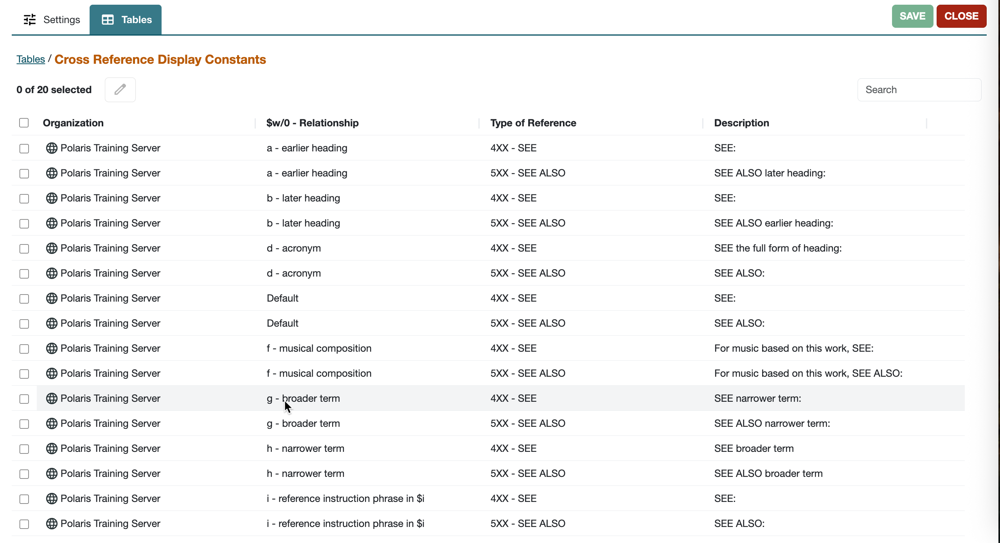 Settings Tables SAVE CLOSE
Tables / Cross Reference Display Constants
0 of 20 selected Search
Organization $w/0 - Relationship Type of Reference Description
Polaris Training Server a - earlier heading 4XX - SEE SEE:
Polaris Training Server a - earlier heading 5XX - SEE ALSO SEE ALSO later heading:
Polaris Training Server b - later heading 4XX - SEE SEE:
Polaris Training Server b - later heading 5XX - SEE ALSO SEE ALSO earlier heading:
Polaris Training Server d - acronym 4XX - SEE SEE the full form of heading:
Polaris Training Server d - acronym 5XX - SEE ALSO SEE ALSO:
Polaris Training Server Default 4XX - SEE SEE:
Polaris Training Server Default 5XX - SEE ALSO SEE ALSO:
Polaris Training Server f - musical composition 4XX - SEE For music based on this work, SEE:
Polaris Training Server f - musical composition 5XX - SEE ALSO For music based on this work, SEE ALSO:
Polaris Training Server g - broader term 4XX - SEE SEE narrower term:
Polaris Training Server g - broader term 5XX - SEE ALSO SEE ALSO narrower term:
Polaris Training Server h - narrower term 4XX - SEE SEE broader term
Polaris Training Server h - narrower term 5XX - SEE ALSO SEE ALSO broader term
Polaris Training Server i - reference instruction phrase in $i 4XX - SEE SEE:
Polaris Training Server i - reference instruction phrase in $i 5XX - SEE ALSO SEE ALSO: